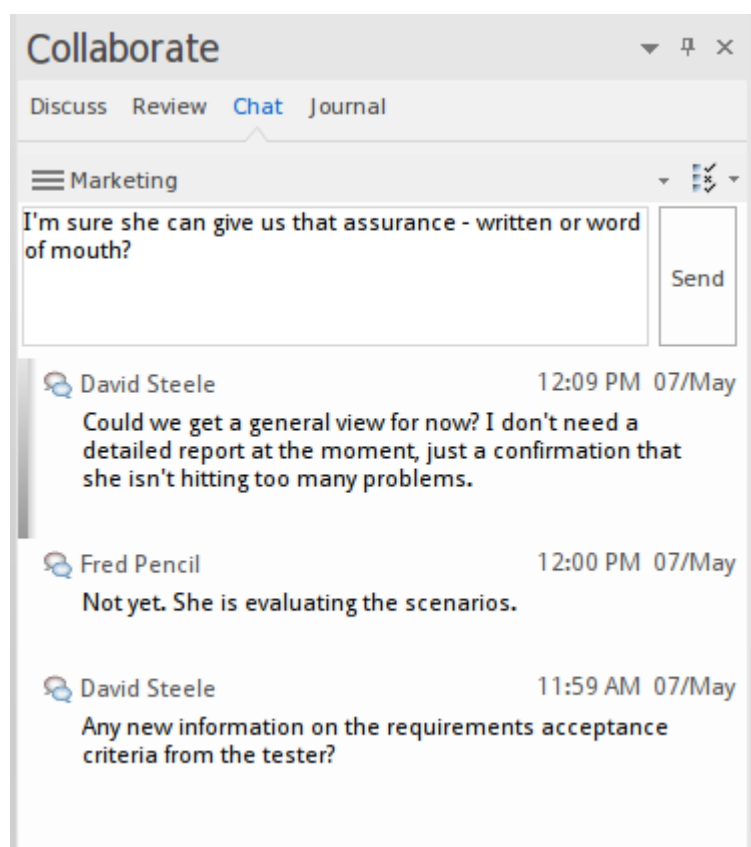 Collaborate
Discuss Review Chat Journal
Marketing
I'm sure she can give us that assurance - written or word
of mouth?
Send
David Steele 12:09 PM 07/May
Could we get a general view for now? I don't need a
detailed report at the moment, just a confirmation that
she isn't hitting too many problems.
Fred Pencil 12:00 PM 07/May
Not yet. She is evaluating the scenarios.
David Steele 11:59 AM 07/May
Any new information on the requirements acceptance
criteria from the tester?